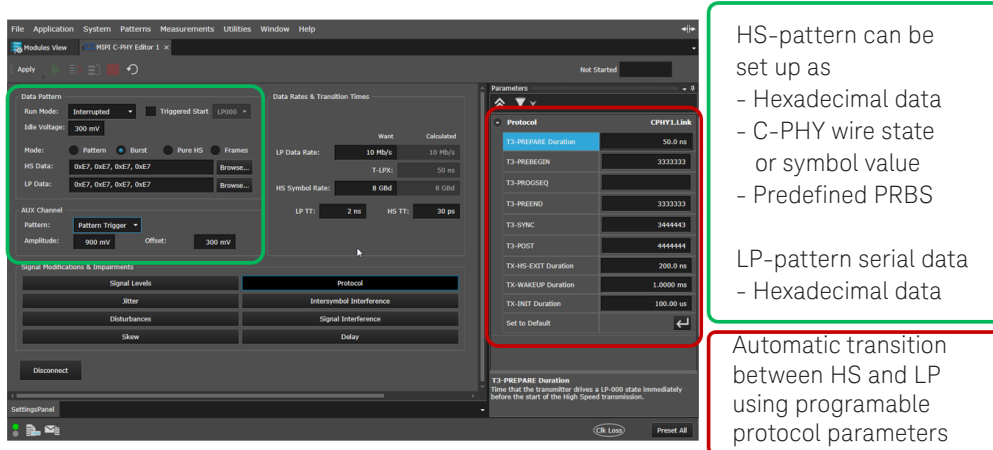 File Application System Patterns Measurements Utilities Window Help
Modules View MIPI C-PHY Editor 1 ×
Apply Not Started
Data Pattern
Run Mode: Interrupted Triggered Start LP000
Idle Voltage: 300 mV
Mode: Pattern Burst Pure HS Frames
HS Data: 0xE7, 0xE7, 0xE7, 0xE7 Browse...
LP Data: 0xE7, 0xE7, 0xE7, 0xE7 Browse...
AUX Channel
Pattern: Pattern Trigger
Amplitude: 900 mV Offset: 300 mV
Data Rates & Transition Times
Want Calculated
LP Data Rate: 10 Mb/s 10 Mb/s
T-LPX: 50 ns
HS Symbol Rate: 8 GBd 8 GBd
LP TT: 2 ns HS TT: 30 ps
Signal Modifications & Impairments
Signal Levels Protocol
Jitter Intersymbol Interference
Disturbances Signal Interference
Skew Delay
Disconnect
SettingsPanel
Parameters
Protocol CPHY1.Link
T3-PREPARE Duration 50.0 ns
T3-PREBEGIN 3333333
T3-PROGSEQ
T3-PREEND 3333333
T3-SYNC 3444443
T3-POST 4444444
TX-HS-EXIT Duration 200.0 ns
TX-WAKEUP Duration 1.0000 ms
TX-INIT Duration 100.00 us
Set to Default
T3-PREPARE Duration
Time that the transmitter drives a LP-000 state immediately
before the start of the High Speed transmission.
Clk Loss Preset All
HS-pattern can be
set up as
- Hexadecimal data
- C-PHY wire state
or symbol value
- Predefined PRBS
LP-pattern serial data
- Hexadecimal data
Automatic transition
between HS and LP
using programable
protocol parameters